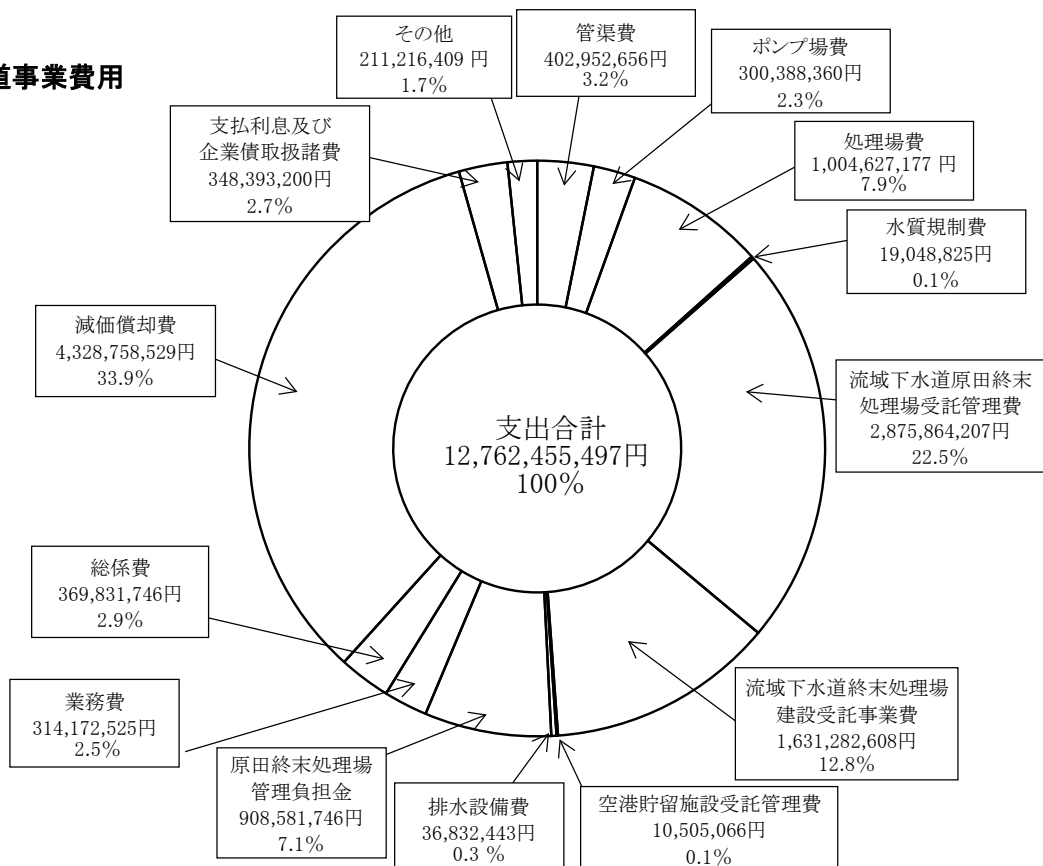 道事業費用
その他
211,216,409 円
1.7%
管渠費
402,952,656円
3.2%
ポンプ場費
300,388,360円
2.3%
処理場費
1,004,627,177 円
7.9%
水質規制費
19,048,825円
0.1%
流域下水道原田終末
処理場受託管理費
2,875,864,207円
22.5%
流域下水道終末処理場
建設受託事業費
1,631,282,608円
12.8%
空港貯留施設受託管理費
10,505,066円
0.1%
排水設備費
36,832,443円
0.3 %
原田終末処理場
管理負担金
908,581,746円
7.1%
業務費
314,172,525円
2.5%
総係費
369,831,746円
2.9%
減価償却費
4,328,758,529円
33.9%
支払利息及び
企業債取扱諸費
348,393,200円
2.7%
支出合計
12,762,455,497円
100%